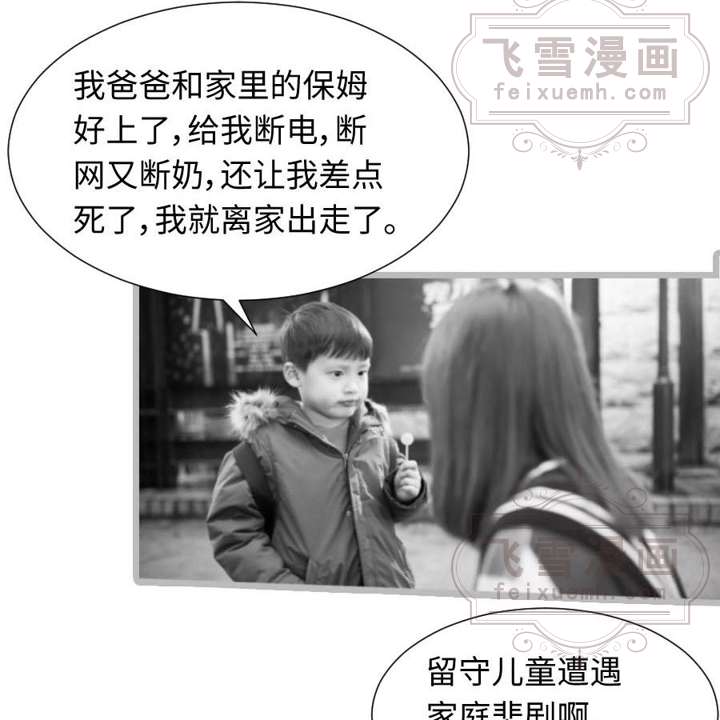 飞雪漫画
feixuemh.com
我爸爸和家里的保姆
好上了，给我断电，断
网又断奶，还让我差点
死了，我就离家出走了。
飞雪漫画
feixuemh.com
留守儿童遭遇
家庭悲剧啊